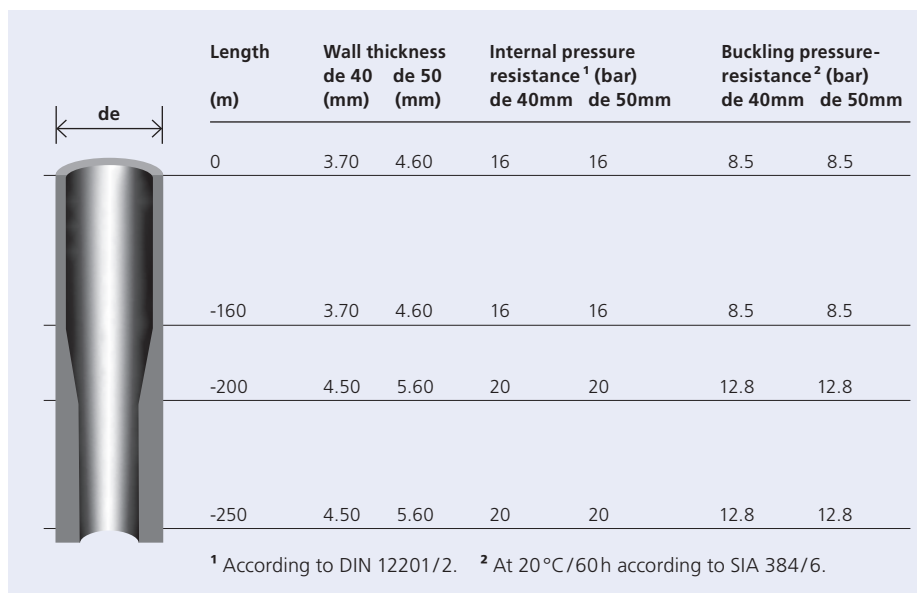 Length Wall thickness Internal pressure Buckling pressure-
de 40 de 50 resistance¹ (bar) resistance² (bar)
(m) (mm) (mm) de 40mm de 50mm de 40mm de 50mm
de
0 3.70 4.60 16 16 8.5 8.5
-160 3.70 4.60 16 16 8.5 8.5
-200 4.50 5.60 20 20 12.8 12.8
-250 4.50 5.60 20 20 12.8 12.8
¹ According to DIN 12201/2. ² At 20°C/60h according to SIA 384/6.